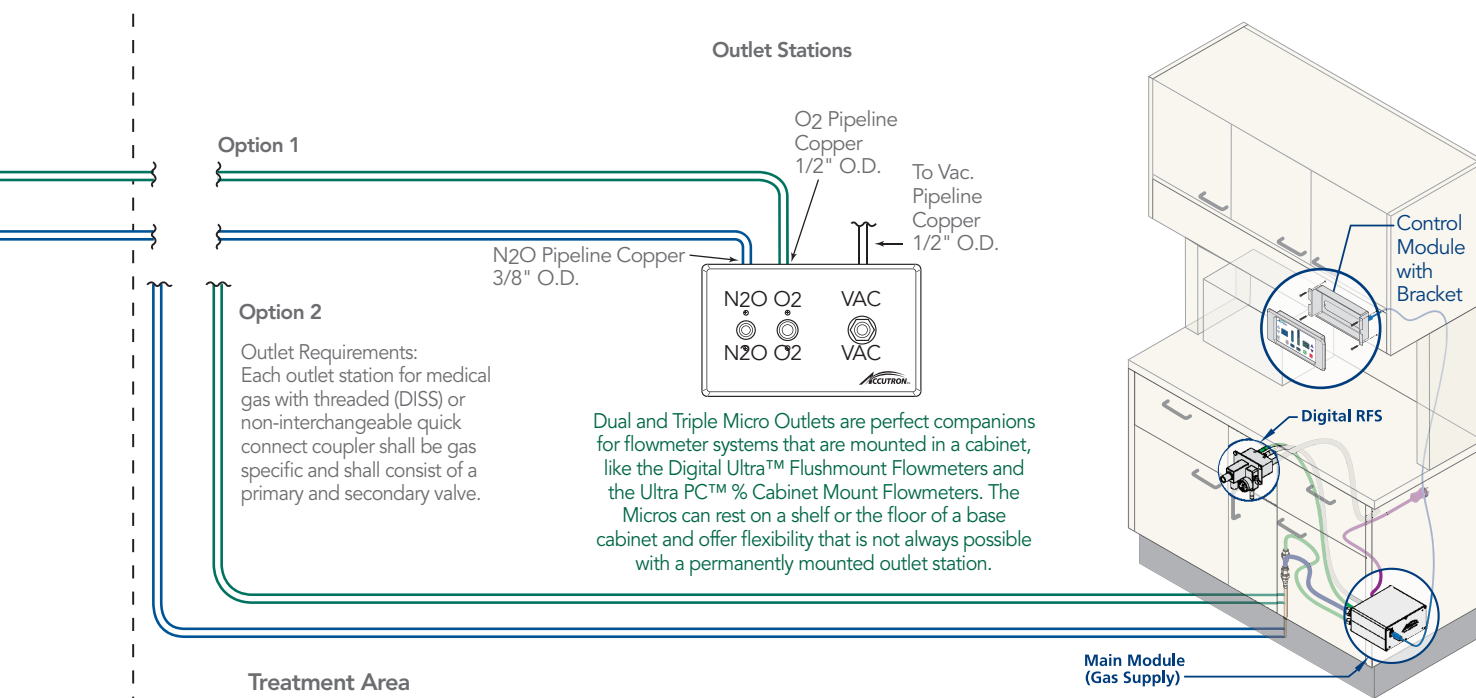 Outlet Stations
Option 1
O2 Pipeline
Copper
1/2" O.D.
To Vac.
Pipeline
Copper
1/2" O.D.
N2O Pipeline Copper
3/8" O.D.
N2O O2 VAC
N2O O2 VAC
ACCUTRON
Option 2
Outlet Requirements:
Each outlet station for medical
gas with threaded (DISS) or
non-interchangeable quick
connect coupler shall be gas
specific and shall consist of a
primary and secondary valve.
Dual and Triple Micro Outlets are perfect companions
for flowmeter systems that are mounted in a cabinet,
like the Digital Ultra™ Flushmount Flowmeters and
the Ultra PC™ % Cabinet Mount Flowmeters. The
Micros can rest on a shelf or the floor of a base
cabinet and offer flexibility that is not always possible
with a permanently mounted outlet station.
Control
Module
with
Bracket
Digital RFS
Main Module
(Gas Supply)
Treatment Area